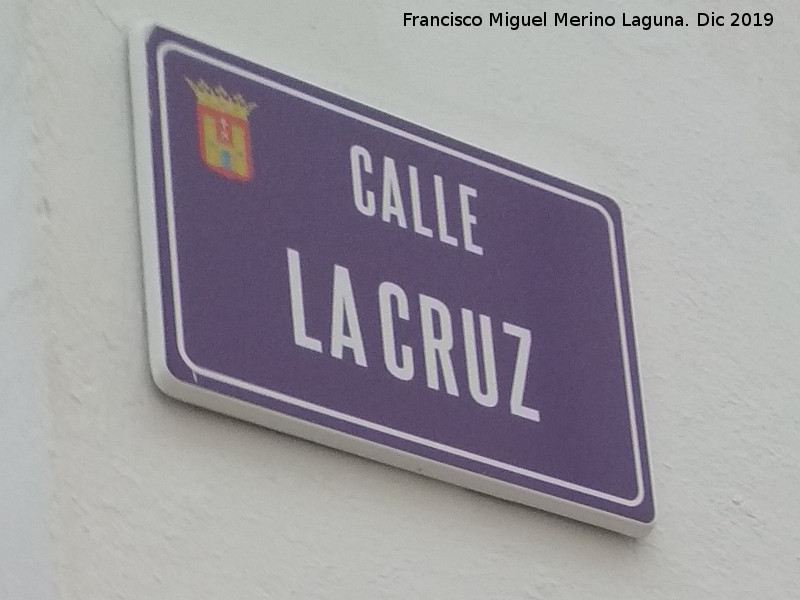 Francisco Miguel Merino Laguna. Dic 2019
CALLE
LA CRUZ